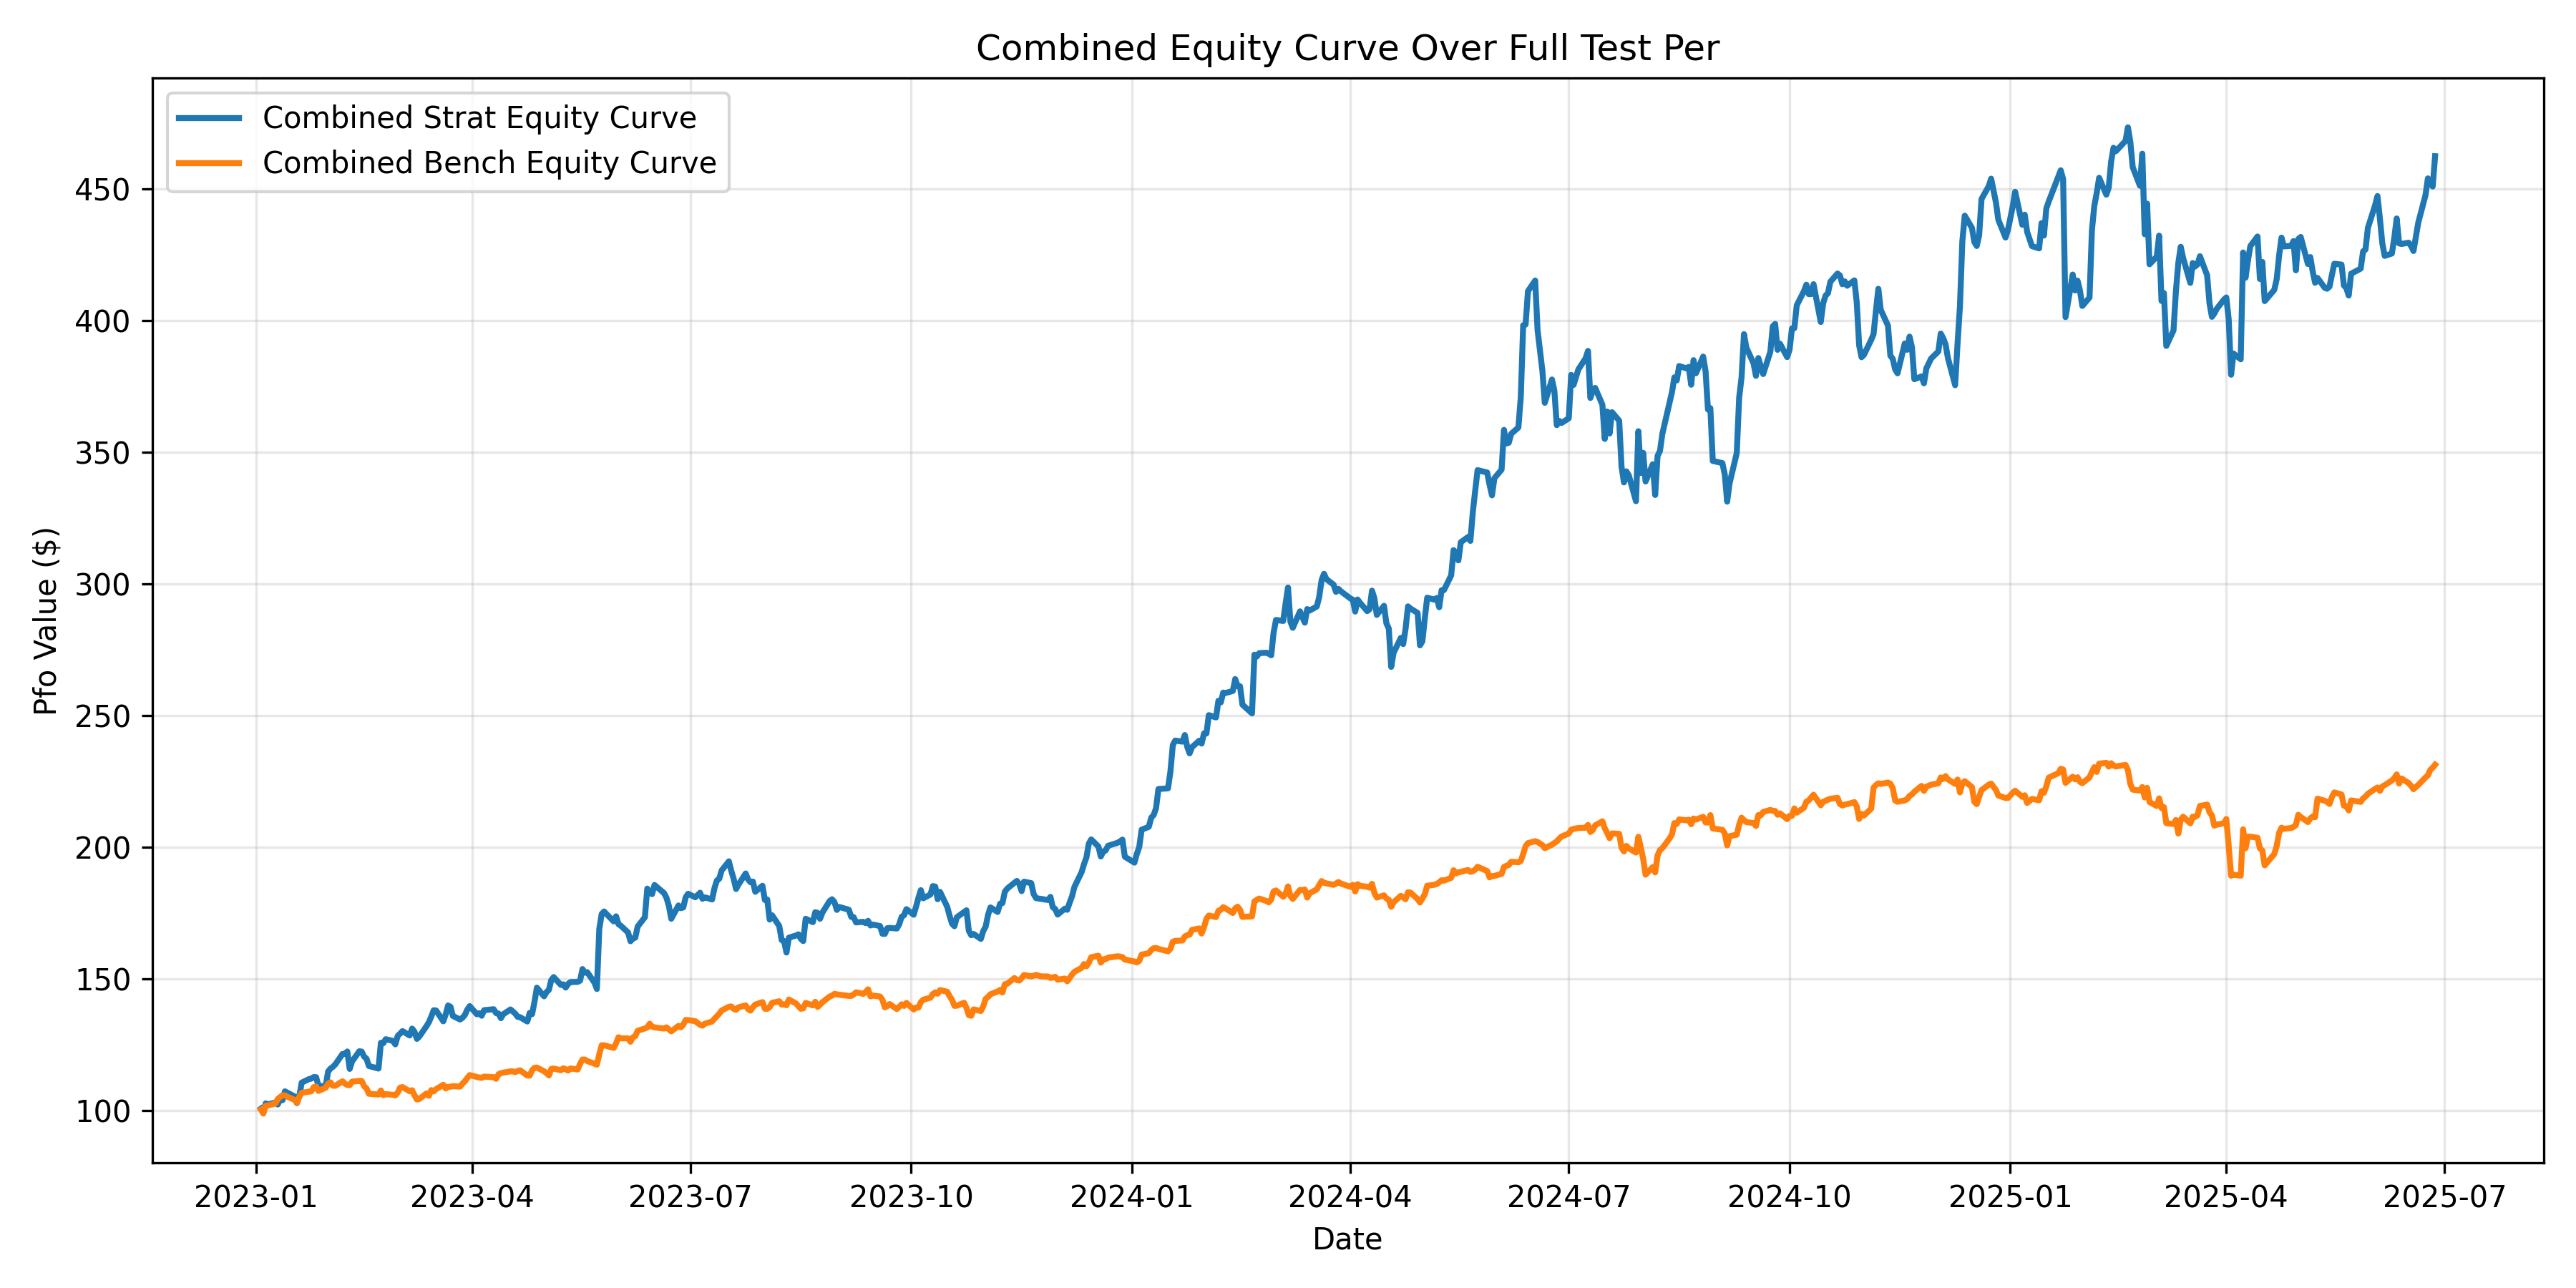 Combined Equity Curve Over Full Test Per
Combined Strat Equity Curve
Combined Bench Equity Curve
Pfo Value ($)
450
400
350
300
250
200
150
100
2023-01 2023-04 2023-07 2023-10 2024-01 2024-04 2024-07 2024-10 2025-01 2025-04 2025-07
Date